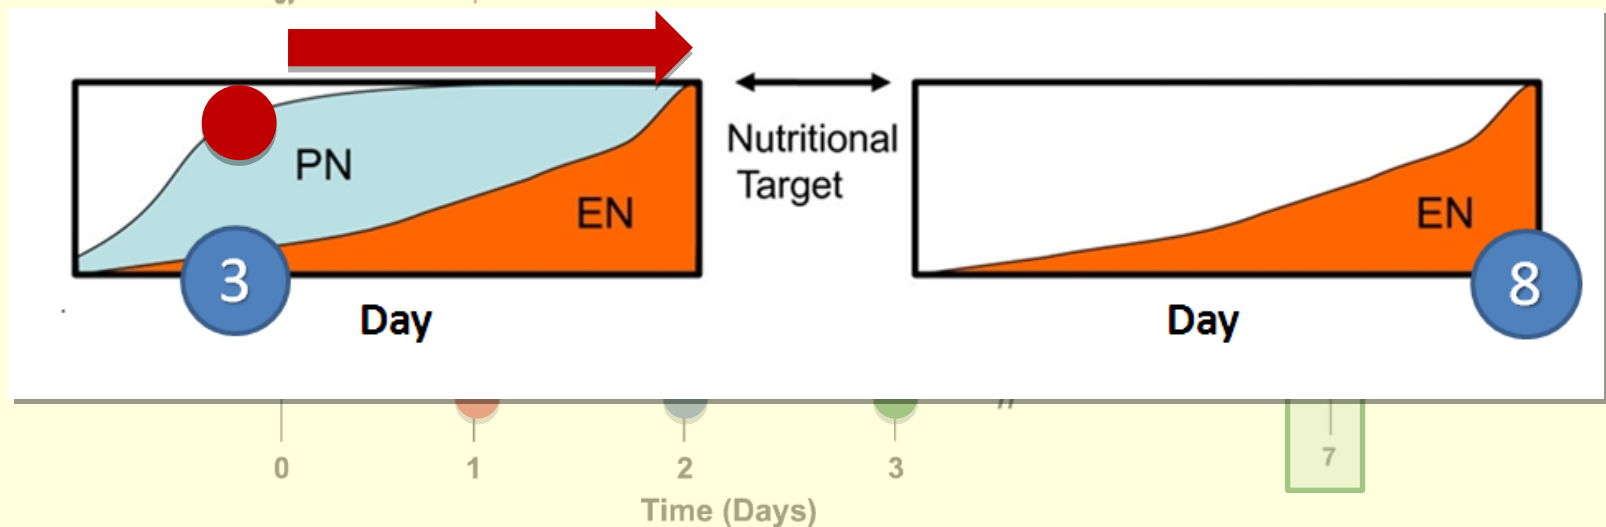 PN
EN
3
Day
Nutritional
Target
EN
8
Day
0
1
2
3
7
Time (Days)